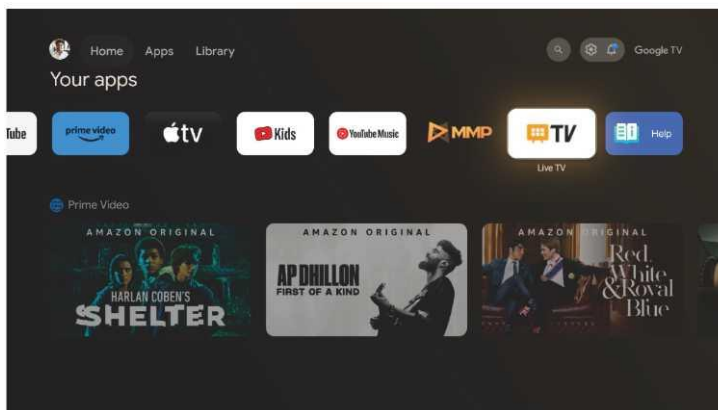 Home Apps Library
Google TV
Your apps
Tube
prime video
tv
Kids
YouTube Music
MMP
TV
Help
Live TV
Prime Video
AMAZON ORIGINAL
HARLAN COBEN'S
SHELTER
AMAZON ORIGINAL
AP DHILLON
FIRST OF A KIND
AMAZON ORIGINAL
Red,
White
& Royal
Blue